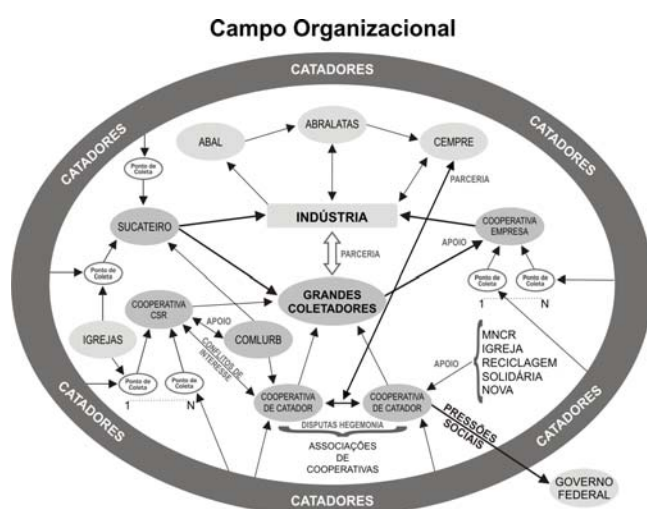 Campo Organizacional
CATADORES
CATADORES
CATADORES
ABAL
ABRALATAS
CEMPRE
Ponto de
Coleta
PARCERIA
SUCATEIRO
INDÚSTRIA
COOPERATIVA
EMPRESA
APOIO
PARCERIA
Ponto de
Coleta
GRANDES
COLETADORES
Ponto de
Coleta
Ponto de
Coleta
1
N
COOPERATIVA
CSR
APOIO
COMLURB
IGREJAS
CONFLITOS DE
INTERESSE
MNCR
IGREJA
RECICLAGEM
SOLIDÁRIA
NOVA
APOIO
Ponto de
Coleta
Ponto de
Coleta
1
N
COOPERATIVA
DE CATADOR
COOPERATIVA
DE CATADOR
DISPUTAS HEGEMONIA
ASSOCIAÇÕES
DE
COOPERATIVAS
PRESSÕES
SOCIAIS
CATADORES
CATADORES
CATADORES
GOVERNO
FEDERAL